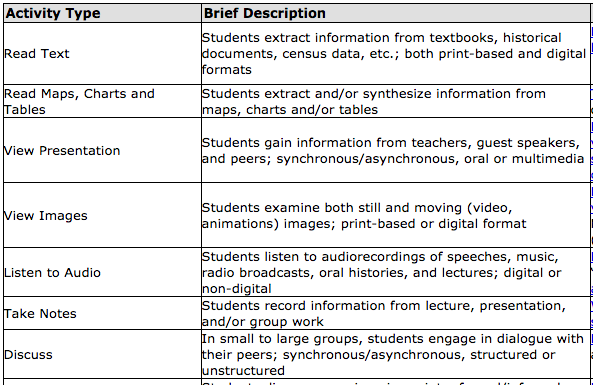 Activity Type
Brief Description
Read Text
Students extract information from textbooks, historical
documents, census data, etc.; both print-based and digital
formats
Read Maps, Charts and
Tables
Students extract and/or synthesize information from
maps, charts and/or tables
View Presentation
Students gain information from teachers, guest speakers,
and peers; synchronous/asynchronous, oral or multimedia
View Images
Students examine both still and moving (video,
animations) images; print-based or digital format
Listen to Audio
Students listen to audiorecordings of speeches, music,
radio broadcasts, oral histories, and lectures; digital or
non-digital
Take Notes
Students record information from lecture, presentation,
and/or group work
Discuss
In small to large groups, students engage in dialogue with
their peers; synchronous/asynchronous, structured or
unstructured